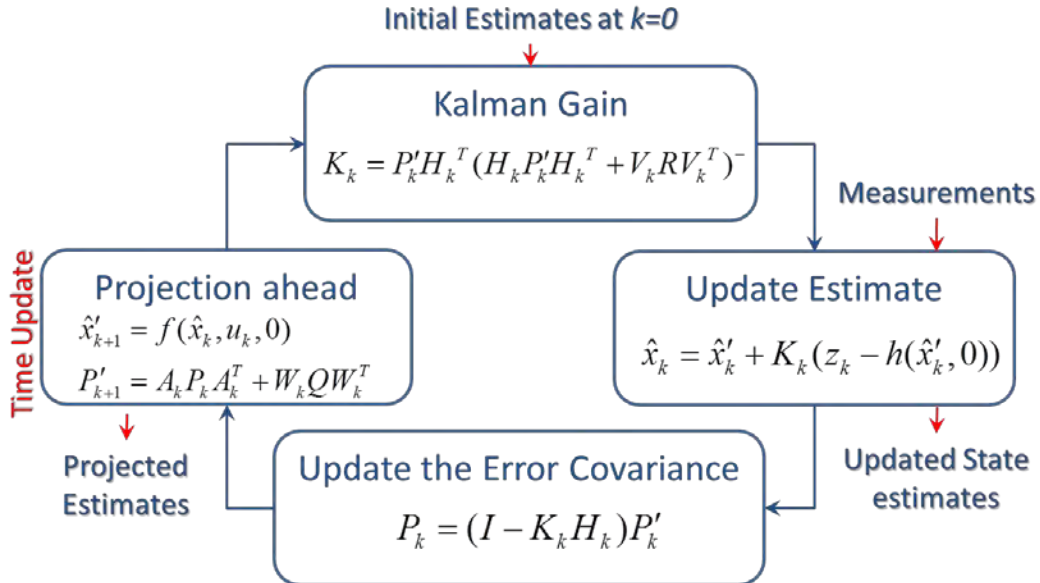 Initial Estimates at k=0
Kalman Gain
K_k = P'_k H_k^T (H_k P'_k H_k^T + V_k R V_k^T)^-
Measurements
Time Update
Projection ahead
x̂'_{k+1} = f(x̂_k, u_k, 0)
P'_{k+1} = A_k P_k A_k^T + W_k Q W_k^T
Update Estimate
x̂_k = x̂'_k + K_k (z_k − h(x̂'_k, 0))
Projected
Estimates
Updated State
estimates
Update the Error Covariance
P_k = (I − K_k H_k) P'_k